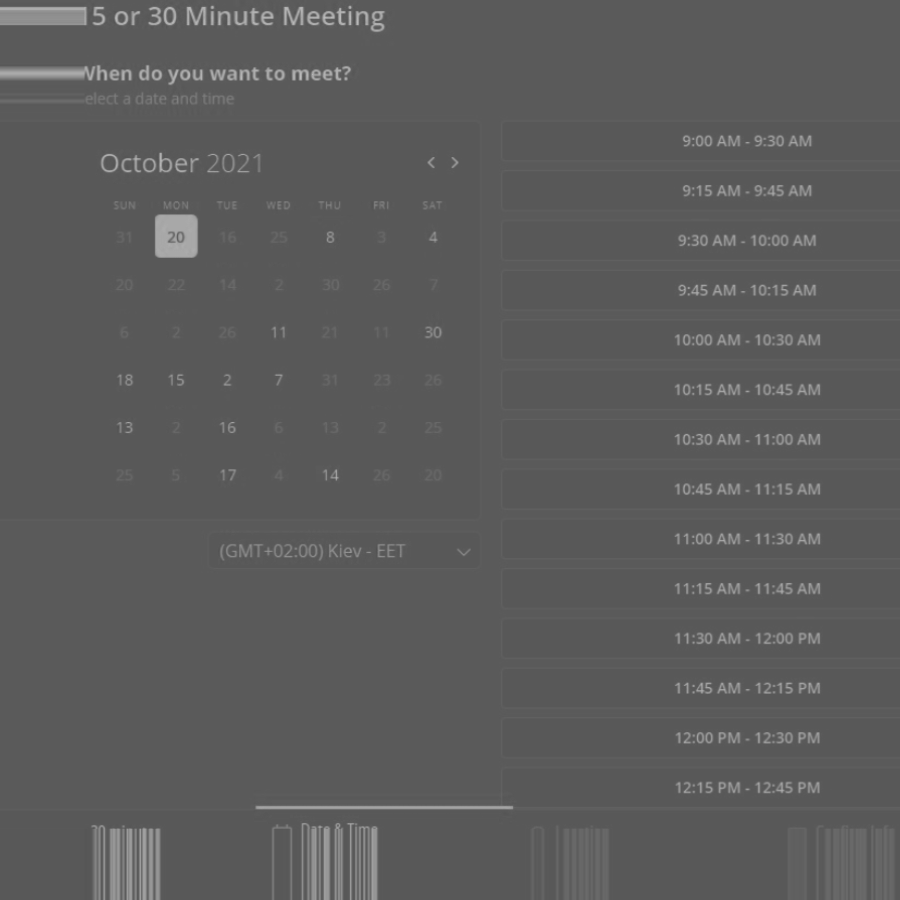 15 or 30 Minute Meeting
When do you want to meet?
elect a date and time
October 2021
SUN MON TUE WED THU FRI SAT
31 20 16 25 8 3 4
20 22 14 2 30 26 7
6 2 26 11 21 11 30
18 15 2 7 31 23 26
13 2 16 6 13 2 25
25 5 17 4 14 26 20
(GMT+02:00) Kiev - EET
9:00 AM - 9:30 AM
9:15 AM - 9:45 AM
9:30 AM - 10:00 AM
9:45 AM - 10:15 AM
10:00 AM - 10:30 AM
10:15 AM - 10:45 AM
10:30 AM - 11:00 AM
10:45 AM - 11:15 AM
11:00 AM - 11:30 AM
11:15 AM - 11:45 AM
11:30 AM - 12:00 PM
11:45 AM - 12:15 PM
12:00 PM - 12:30 PM
12:15 PM - 12:45 PM
Date & Time